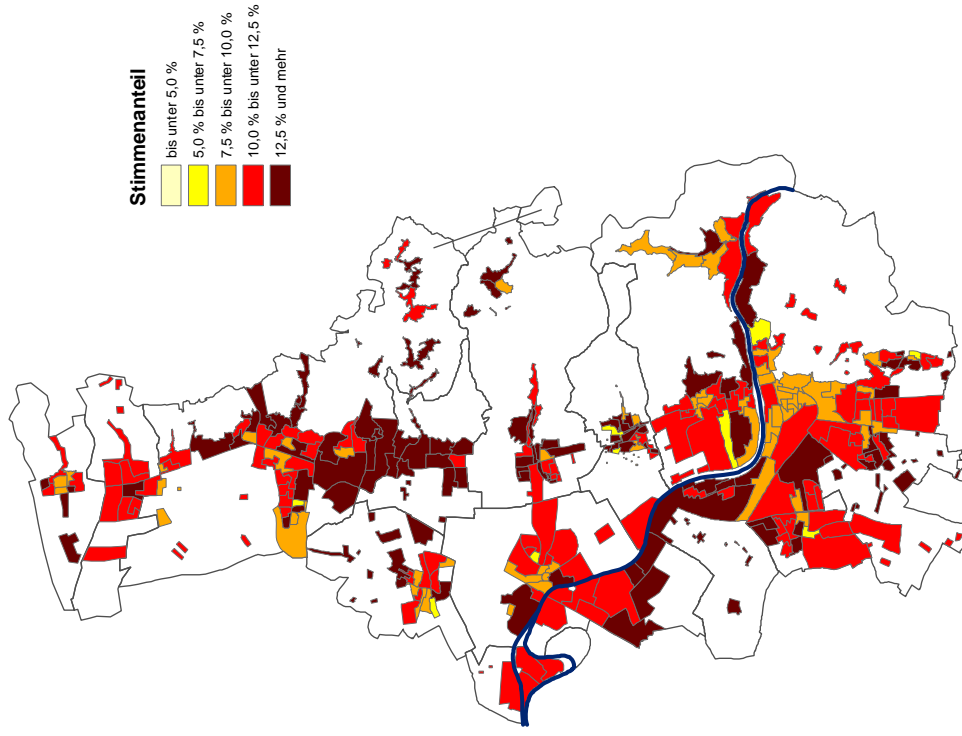 Stimmenanteil
bis unter 5,0 %
5,0 % bis unter 7,5 %
7,5 % bis unter 10,0 %
10,0 % bis unter 12,5 %
12,5 % und mehr